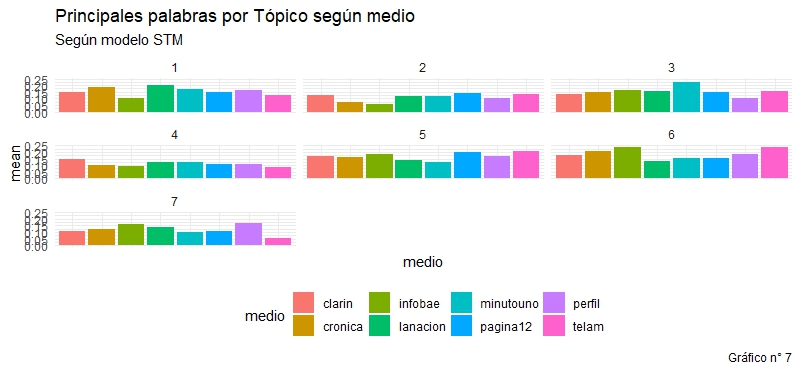 Principales palabras por Tópico según medio
Según modelo STM
1 2 3
0.25
0.20
0.15
0.10
0.05
0.00
4 5 6
0.25
0.20
0.15
0.10
0.05
0.00
mean
7
0.25
0.20
0.15
0.10
0.05
0.00
medio
medio
clarin infobae minutouno perfil
cronica lanacion pagina12 telam
Gráfico n° 7